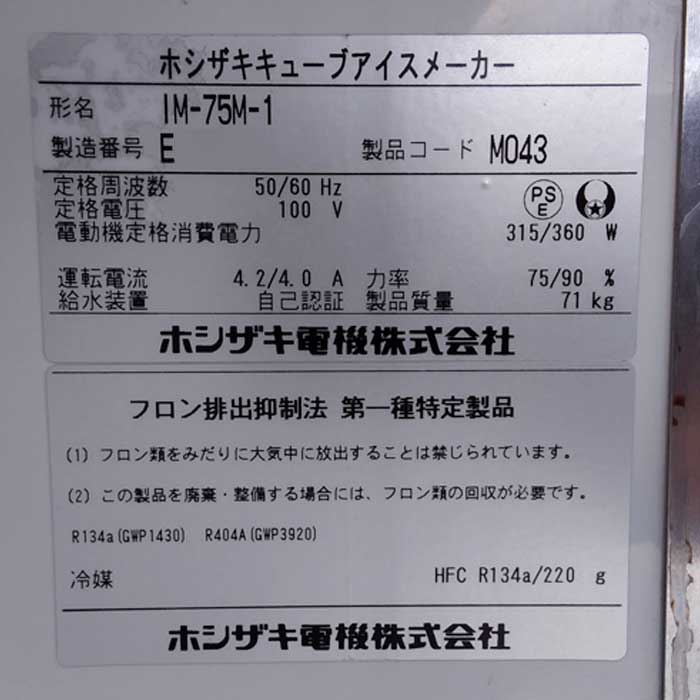 ホシザキキューブアイスメーカー
形名 IM-75M-1
製造番号 E 製品コード M043
定格周波数 50/60 Hz
定格電圧 100 V
PS E
電動機定格消費電力 315/360 W
運転電流 4.2/4.0 A 力率 75/90 %
給水装置 自己認証 製品質量 71 kg
ホシザキ電機株式会社
フロン排出抑制法 第一種特定製品
(1) フロン類をみだりに大気中に放出することは禁じられています。
(2) この製品を廃棄・整備する場合には、フロン類の回収が必要です。
R134a(GWP1430) R404A(GWP3920)
冷媒 HFC R134a/220 g
ホシザキ電機株式会社